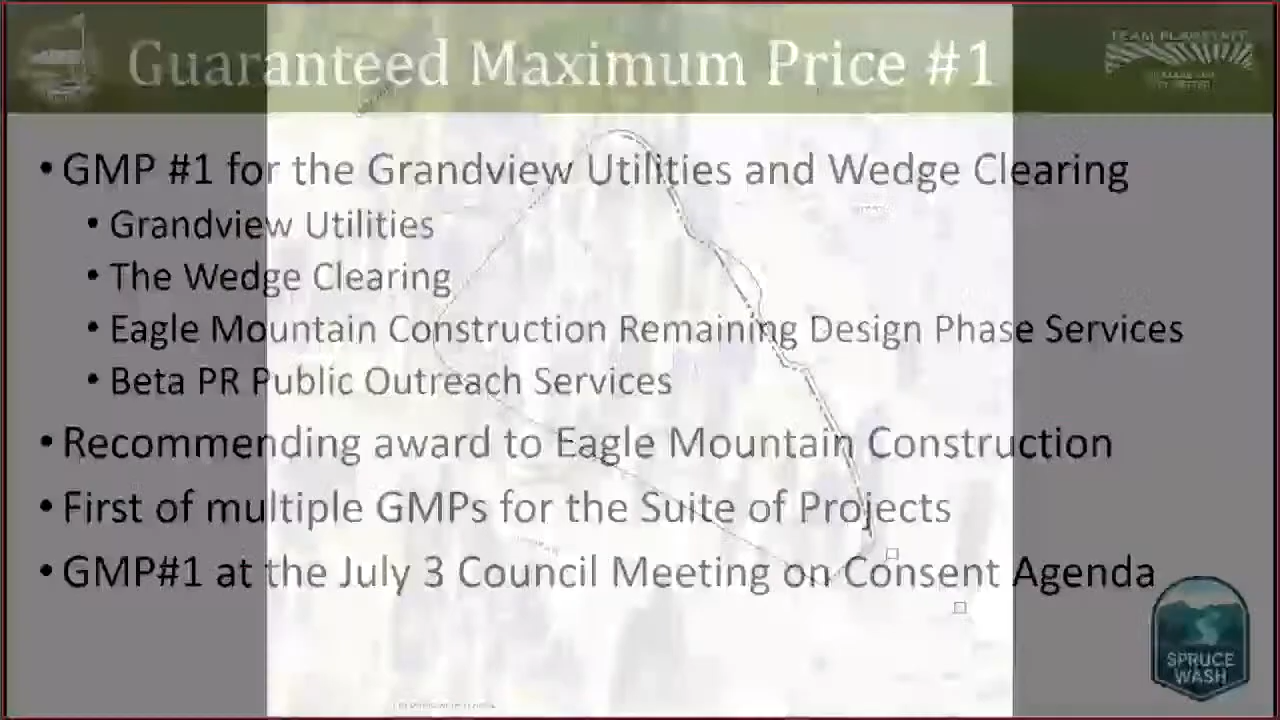 Guaranteed Maximum Price #1
TEAM FLAGSTAFF
• GMP #1 for the Grandview Utilities and Wedge Clearing
• Grandview Utilities
• The Wedge Clearing
• Eagle Mountain Construction Remaining Design Phase Services
• Beta PR Public Outreach Services
• Recommending award to Eagle Mountain Construction
• First of multiple GMPs for the Suite of Projects
• GMP#1 at the July 3 Council Meeting on Consent Agenda
SPRUCE
WASH